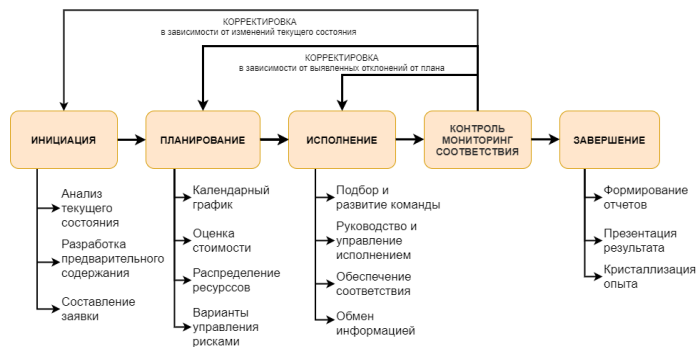 КОРРЕКТИРОВКА
в зависимости от изменений текущего состояния
КОРРЕКТИРОВКА
в зависимости от выявленных отклонений от плана
ИНИЦИАЦИЯ
ПЛАНИРОВАНИЕ
ИСПОЛНЕНИЕ
КОНТРОЛЬ
МОНИТОРИНГ
СООТВЕТСТВИЯ
ЗАВЕРШЕНИЕ
Анализ
текущего
состояния
Разработка
предварительного
содержания
Составление
заявки
Календарный
график
Оценка
стоимости
Распределение
ресурссов
Варианты
управления
рисками
Подбор и
развитие команды
Руководство и
управление
исполнением
Обеспечение
соответствия
Обмен
информацией
Формирование
отчетов
Презентация
результата
Кристаллизация
опыта